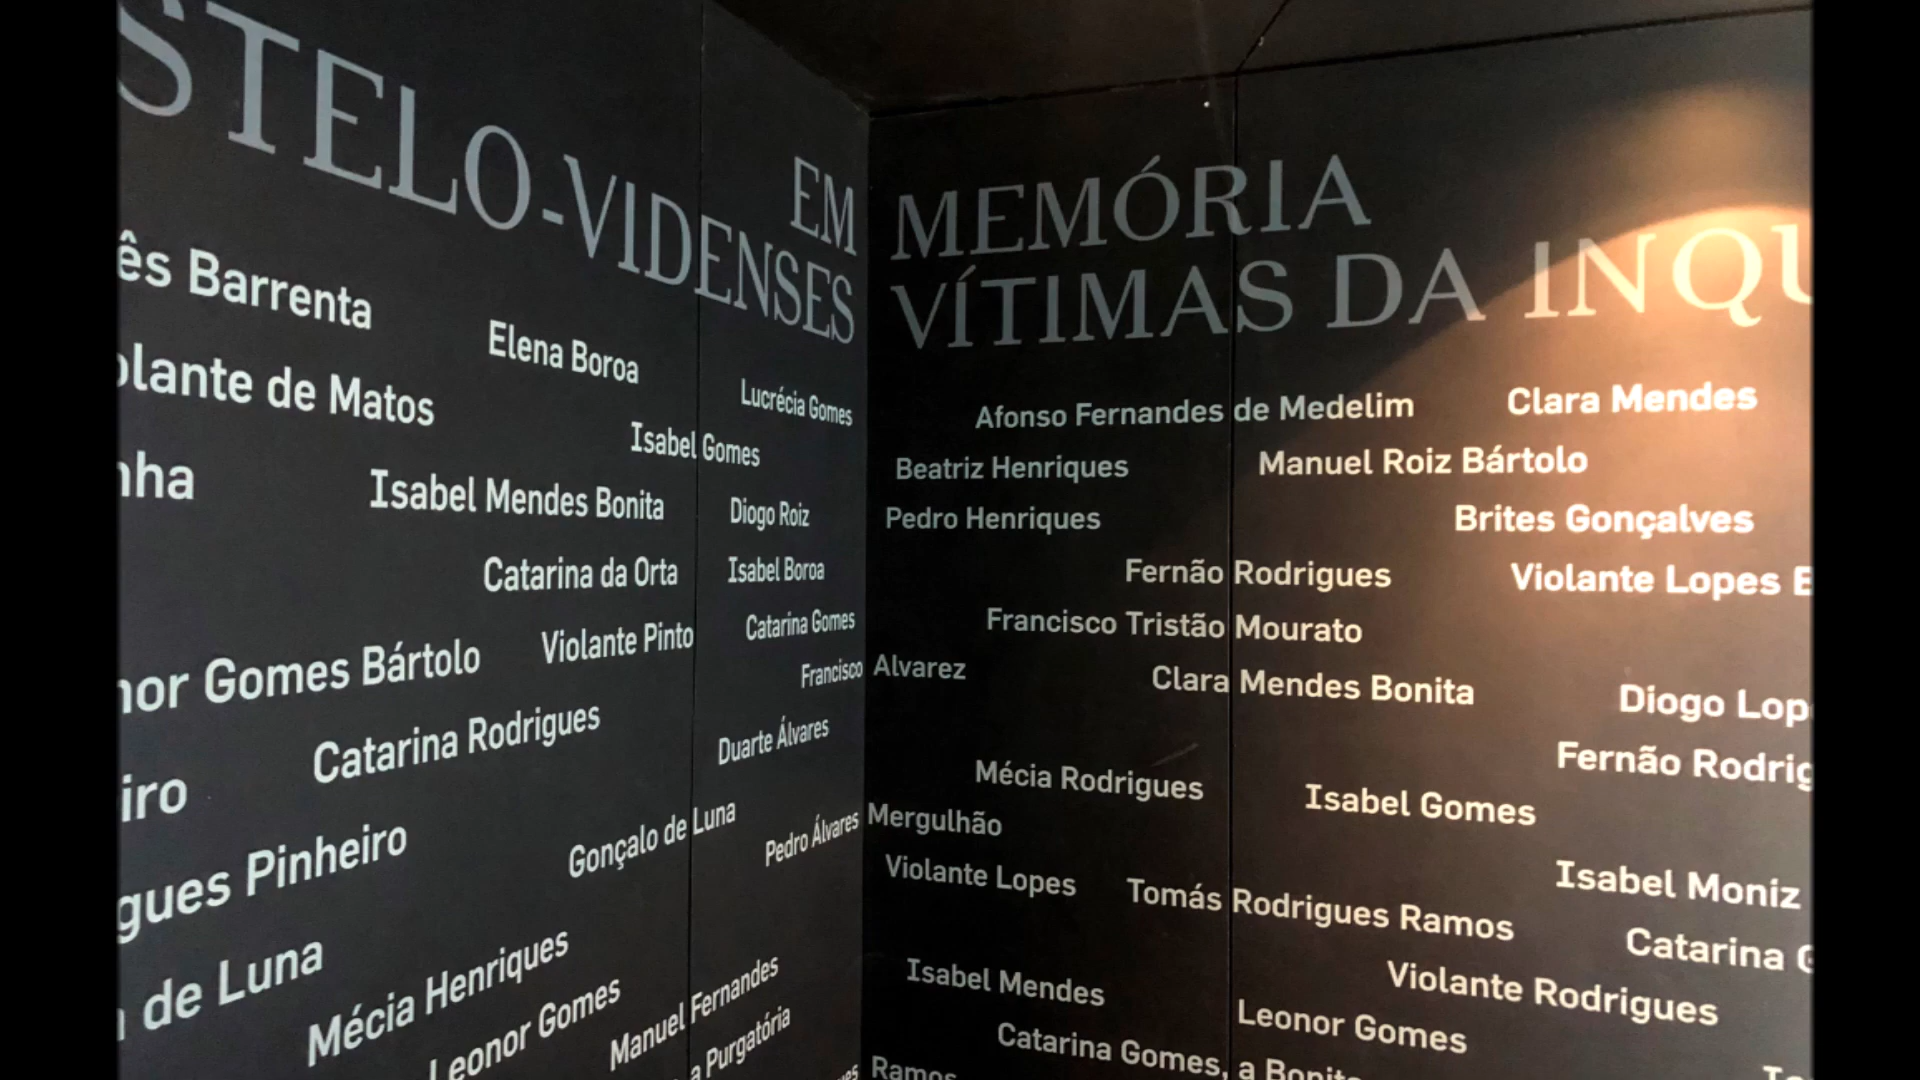 EM MEMÓRIA
STELO-VIDENSES VÍTIMAS DA INQU
ês Barrenta
Elena Boroa
Lucrécia Gomes
Afonso Fernandes de Medelim
Clara Mendes
olante de Matos
Isabel Gomes
Beatriz Henriques
Manuel Roiz Bártolo
nha
Isabel Mendes Bonita
Diogo Roiz
Pedro Henriques
Brites Gonçalves
Catarina da Orta
Isabel Boroa
Fernão Rodrigues
Violante Lopes
nor Gomes Bártolo
Violante Pinto
Catarina Gomes
Francisco Tristão Mourato
Francisco Alvarez
Clara Mendes Bonita
Diogo Lop
Catarina Rodrigues
Duarte Álvares
Fernão Rodrig
iro
Mécia Rodrigues
Isabel Gomes
gues Pinheiro
Gonçalo de Luna
Pedro Álvares Mergulhão
Isabel Moniz
Violante Lopes
Tomás Rodrigues Ramos
Catarina G
de Luna
Mécia Henriques
Isabel Mendes
Violante Rodrigues
Leonor Gomes
Manuel Fernandes
Leonor Gomes
a Purgatória
Catarina Gomes, a Bonita
Ramos